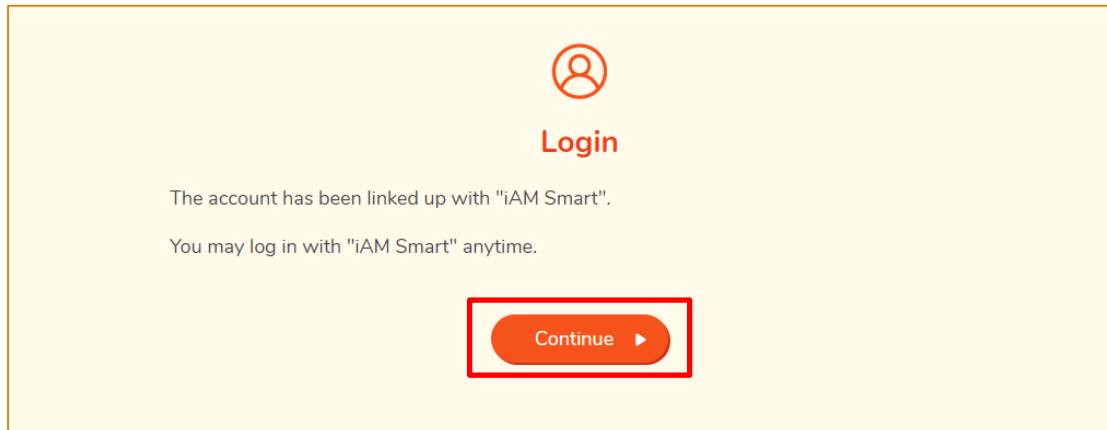 Login
The account has been linked up with "iAM Smart".
You may log in with "iAM Smart" anytime.
Continue